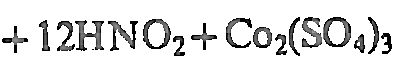 + 12HNO₂ + Co₂(SO₄)₃